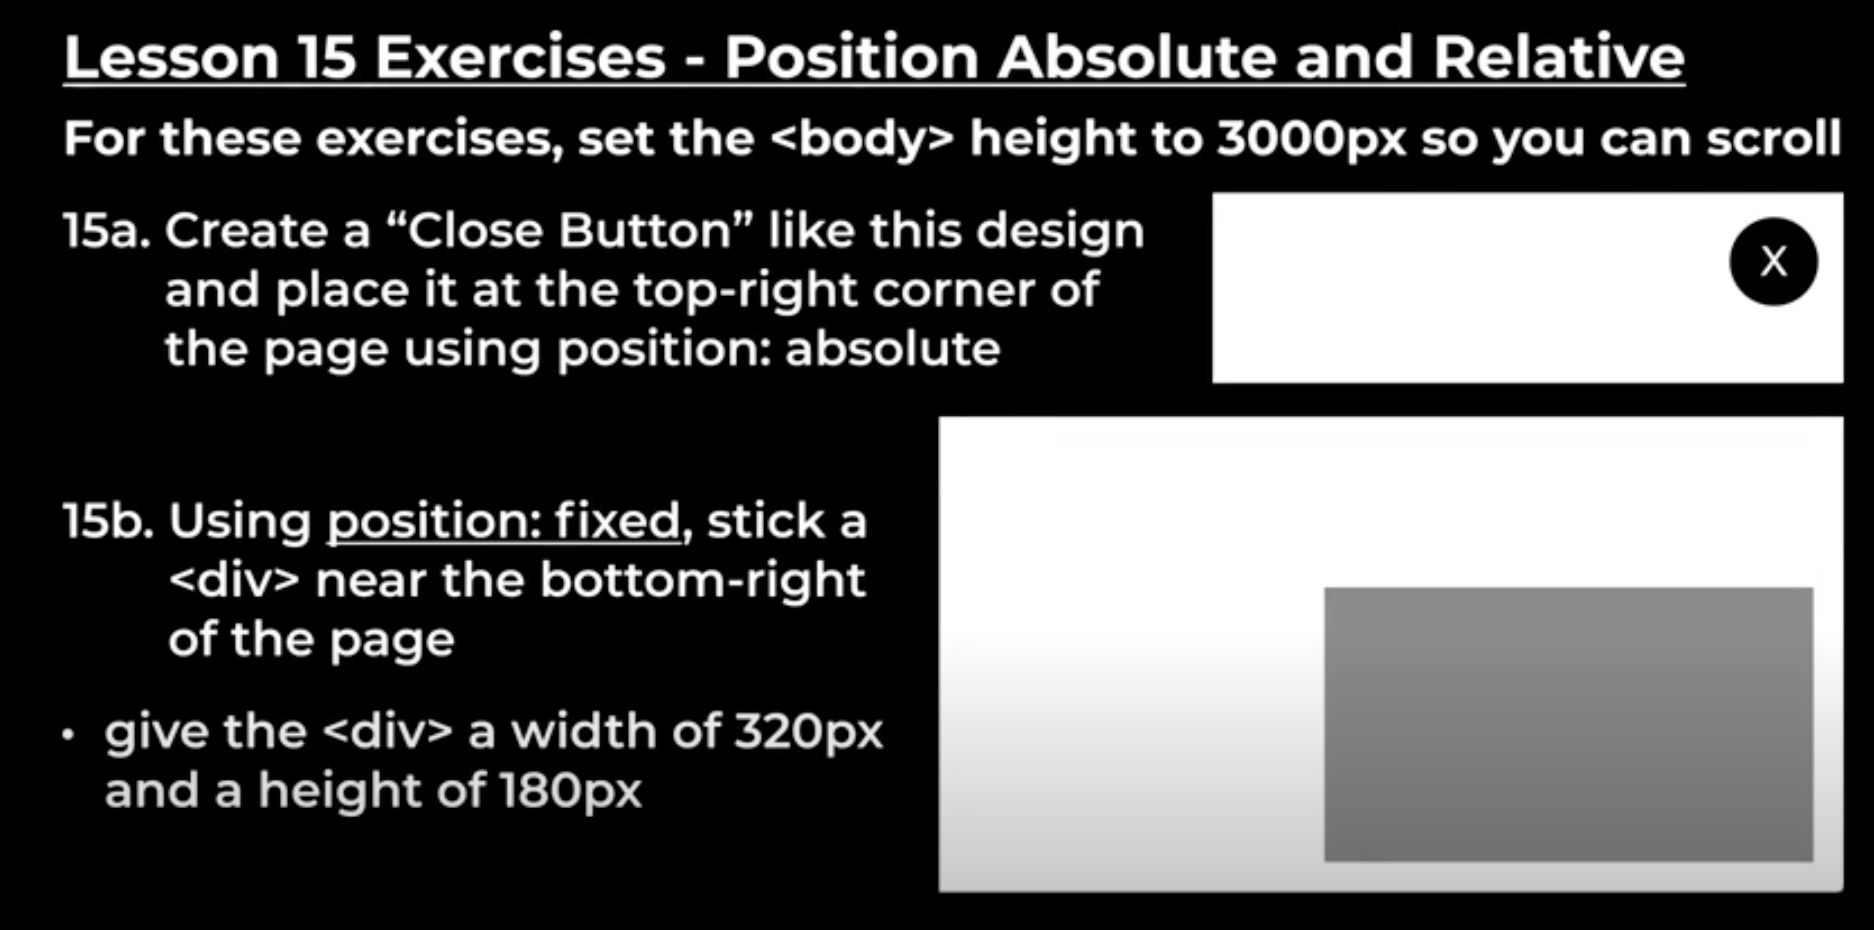 Lesson 15 Exercises - Position Absolute and Relative
For these exercises, set the <body> height to 3000px so you can scroll
15a. Create a “Close Button” like this design
and place it at the top-right corner of
the page using position: absolute
X
15b. Using position: fixed, stick a
<div> near the bottom-right
of the page
• give the <div> a width of 320px
and a height of 180px